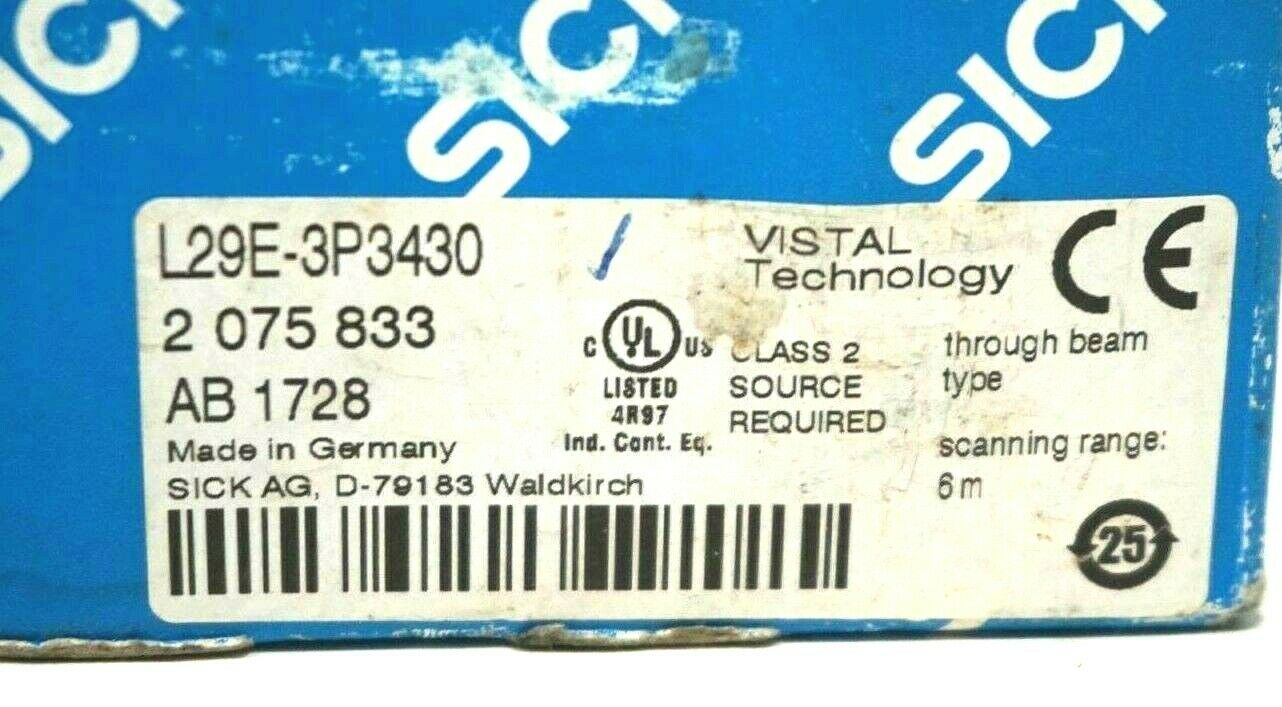 SICK
SICK
SICK
L29E-3P3430
2 075 833
AB 1728
Made in Germany
SICK AG, D-79183 Waldkirch
VISTAL
Technology
CE
C UL US
LISTED
4R97
Ind. Cont. Eq.
CLASS 2
SOURCE
REQUIRED
through beam
type
scanning range:
6 m
25